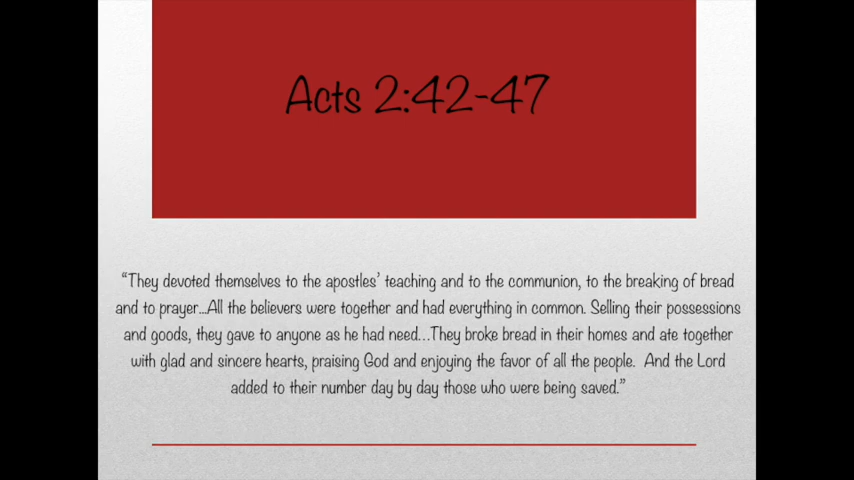 Acts 2:42-47
“They devoted themselves to the apostles’ teaching and to the communion, to the breaking of bread
and to prayer...All the believers were together and had everything in common. Selling their possessions
and goods, they gave to anyone as he had need...They broke bread in their homes and ate together
with glad and sincere hearts, praising God and enjoying the favor of all the people.  And the Lord
added to their number day by day those who were being saved.”